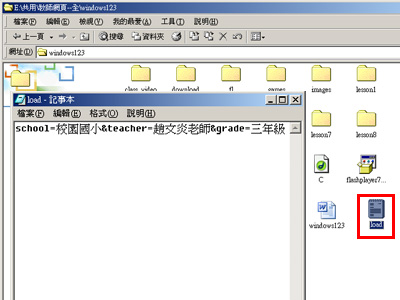 E:\共用\教師網頁--全\windows123
檔案(F) 編輯(E) 檢視(V) 我的最愛(A) 工具(T) 說明(H)
上一頁 搜尋 資料夾
網址(D) windows123
class_video download f1 games images lesson1
load - 記事本
檔案(F) 編輯(E) 格式(O) 說明(H)
school=校園國小&teacher=趙文炎老師&grade=三年級
lesson7 lesson8
C flashplayer7...
windows123 load